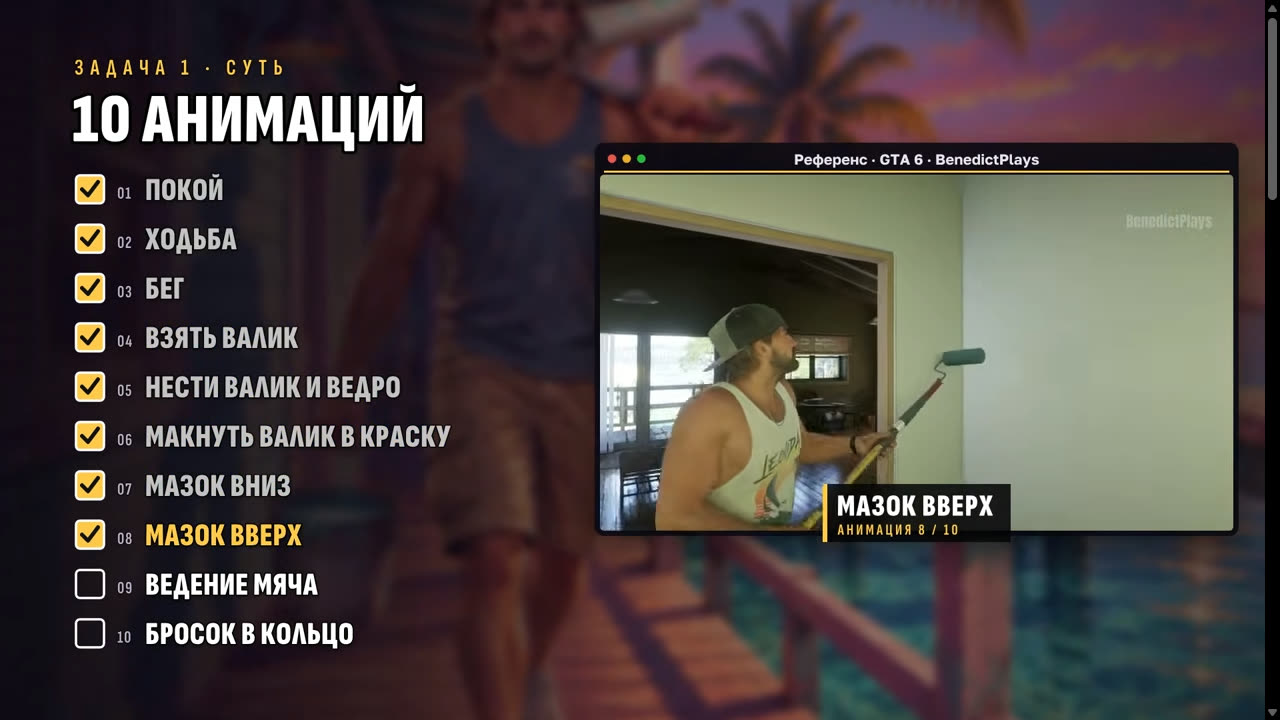 ЗАДАЧА 1 · СУТЬ
10 АНИМАЦИЙ
01 ПОКОЙ
02 ХОДЬБА
03 БЕГ
04 ВЗЯТЬ ВАЛИК
05 НЕСТИ ВАЛИК И ВЕДРО
06 МАКНУТЬ ВАЛИК В КРАСКУ
07 МАЗОК ВНИЗ
08 МАЗОК ВВЕРХ
09 ВЕДЕНИЕ МЯЧА
10 БРОСОК В КОЛЬЦО
Референс · GTA 6 · BenedictPlays
BenedictPlays
МАЗОК ВВЕРХ
АНИМАЦИЯ 8 / 10